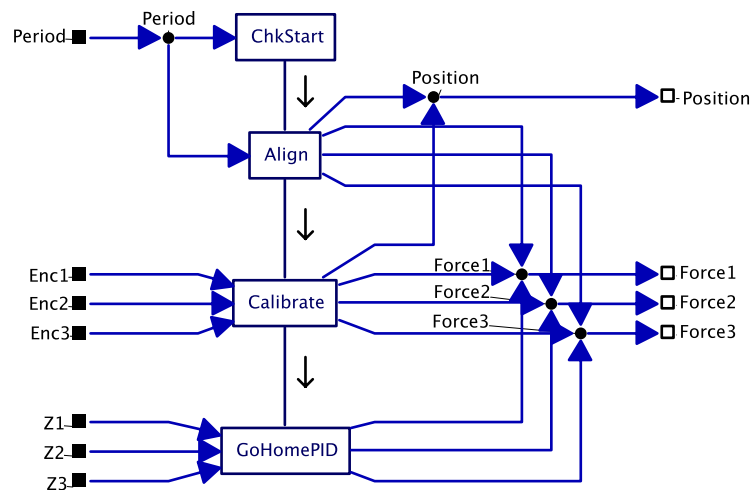 Period
Period
ChkStart
Position
Position
Align
Enc1
Enc2
Enc3
Calibrate
Force1
Force2
Force3
Force1
Force2
Force3
Z1
Z2
Z3
GoHomePID